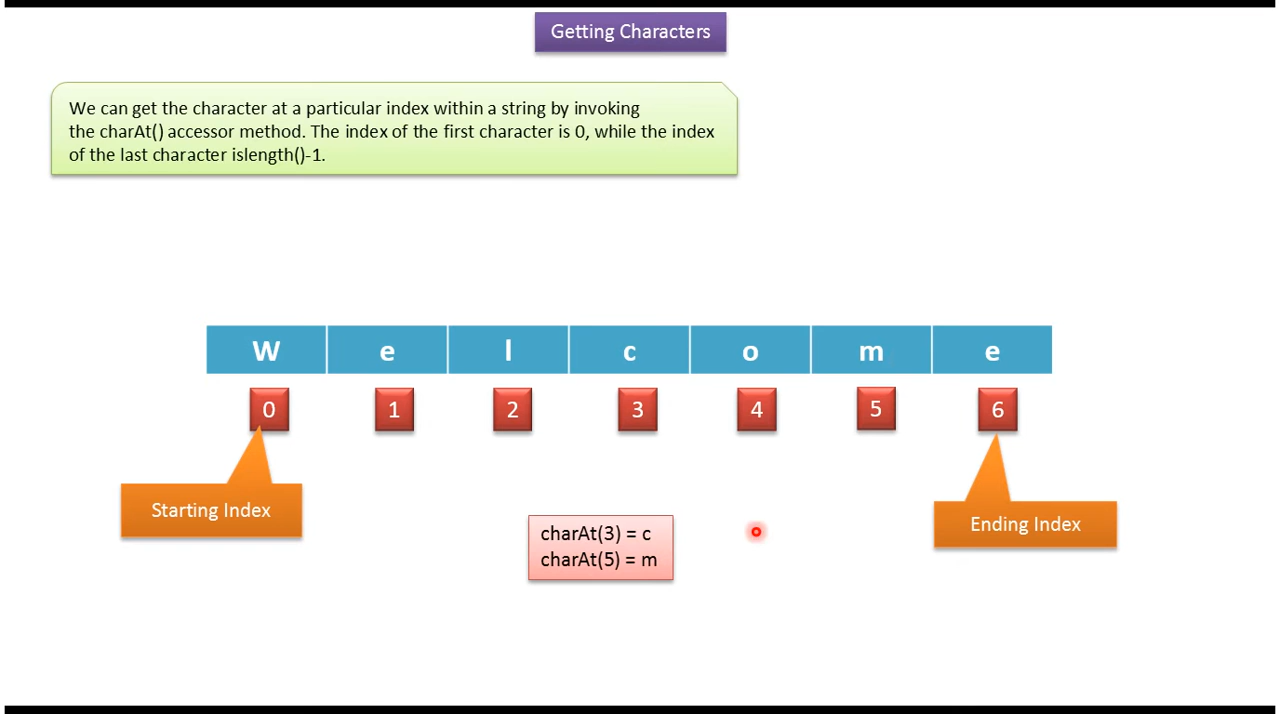 Getting Characters
We can get the character at a particular index within a string by invoking
the charAt() accessor method. The index of the first character is 0, while the index
of the last character islength()-1.
W e l c o m e
0 1 2 3 4 5 6
Starting Index
Ending Index
charAt(3) = c
charAt(5) = m